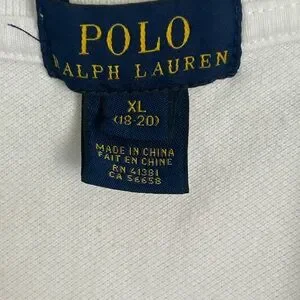 POLO
RALPH LAUREN
XL
(18-20)
MADE IN CHINA
FAIT EN CHINE
RN 41381
CA 56658